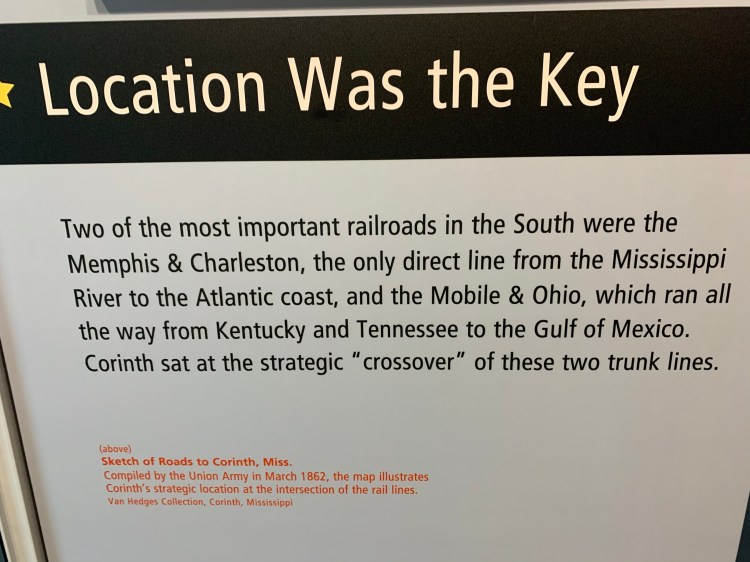 Location Was the Key
Two of the most important railroads in the South were the
Memphis & Charleston, the only direct line from the Mississippi
River to the Atlantic coast, and the Mobile & Ohio, which ran all
the way from Kentucky and Tennessee to the Gulf of Mexico.
Corinth sat at the strategic “crossover” of these two trunk lines.
(above)
Sketch of Roads to Corinth, Miss.
Compiled by the Union Army in March 1862, the map illustrates
Corinth's strategic location at the intersection of the rail lines.
Van Hedges Collection, Corinth, Mississippi